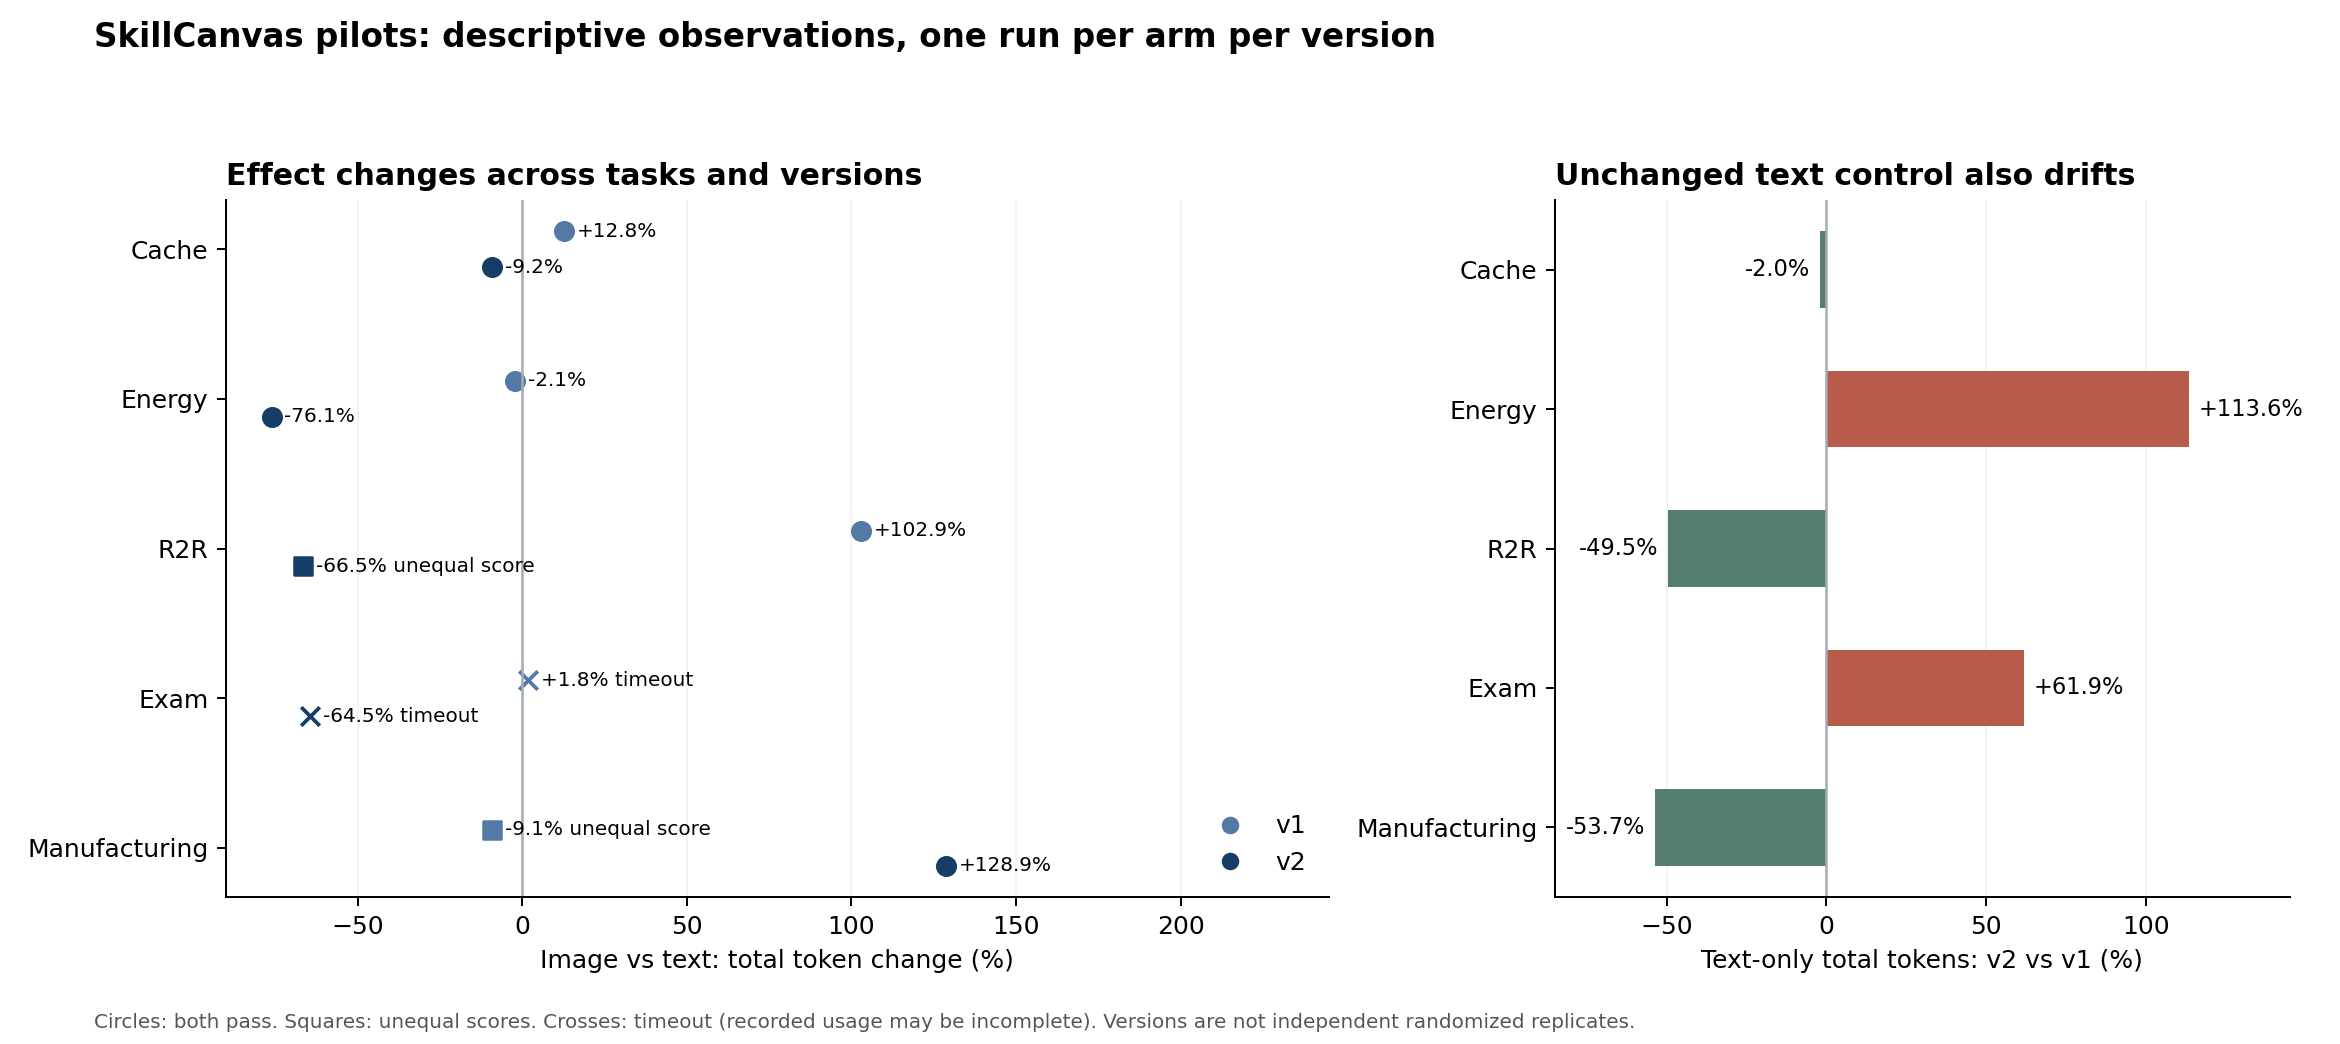 SkillCanvas pilots: descriptive observations, one run per arm per version
Effect changes across tasks and versions
Cache
+12.8%
-9.2%
Energy
-2.1%
-76.1%
R2R
+102.9%
-66.5% unequal score
Exam
+1.8% timeout
-64.5% timeout
Manufacturing
-9.1% unequal score
+128.9%
v1
v2
−50
0
50
100
150
200
Image vs text: total token change (%)
Unchanged text control also drifts
Cache
-2.0%
Energy
+113.6%
R2R
-49.5%
Exam
+61.9%
Manufacturing
-53.7%
−50
0
50
100
Text-only total tokens: v2 vs v1 (%)
Circles: both pass. Squares: unequal scores. Crosses: timeout (recorded usage may be incomplete). Versions are not independent randomized replicates.